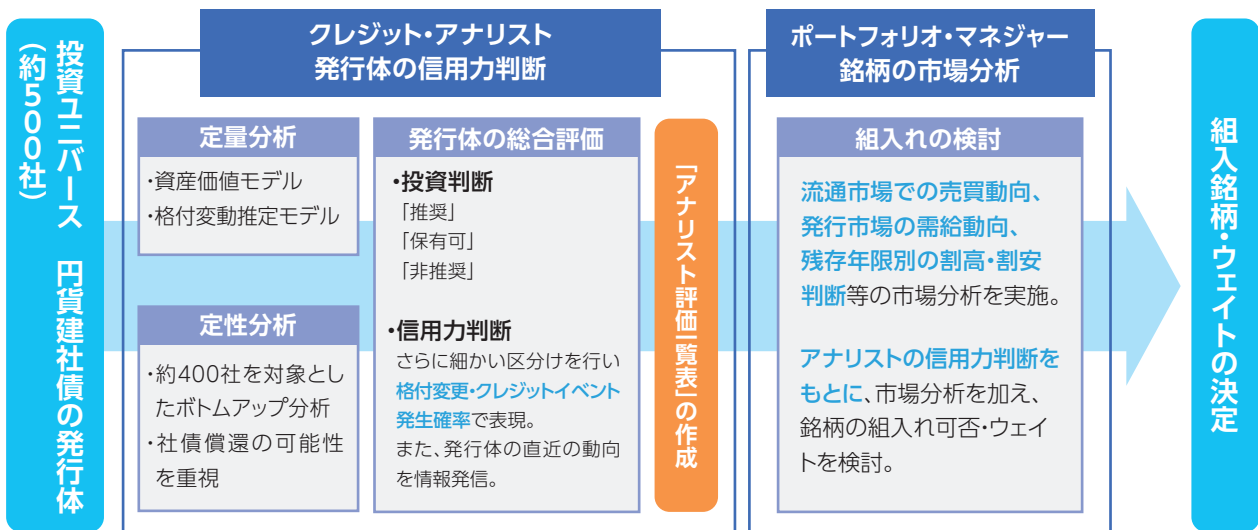 投資ユニバース　円貨建社債の発行体
（約500社）
クレジット・アナリスト
発行体の信用力判断
定量分析
・資産価値モデル
・格付変動推定モデル
定性分析
・約400社を対象とし
たボトムアップ分析
・社債償還の可能性
を重視
発行体の総合評価
・投資判断
「推奨」
「保有可」
「非推奨」
・信用力判断
さらに細かい区分けを行い
格付変更・クレジットイベント
発生確率で表現。
また、発行体の直近の動向
を情報発信。
「アナリスト評価一覧表」の作成
ポートフォリオ・マネジャー
銘柄の市場分析
組入れの検討
流通市場での売買動向、
発行市場の需給動向、
残存年限別の割高・割安
判断等の市場分析を実施。
アナリストの信用力判断を
もとに、市場分析を加え、
銘柄の組入れ可否・ウェイ
トを検討。
組入銘柄・ウェイトの決定